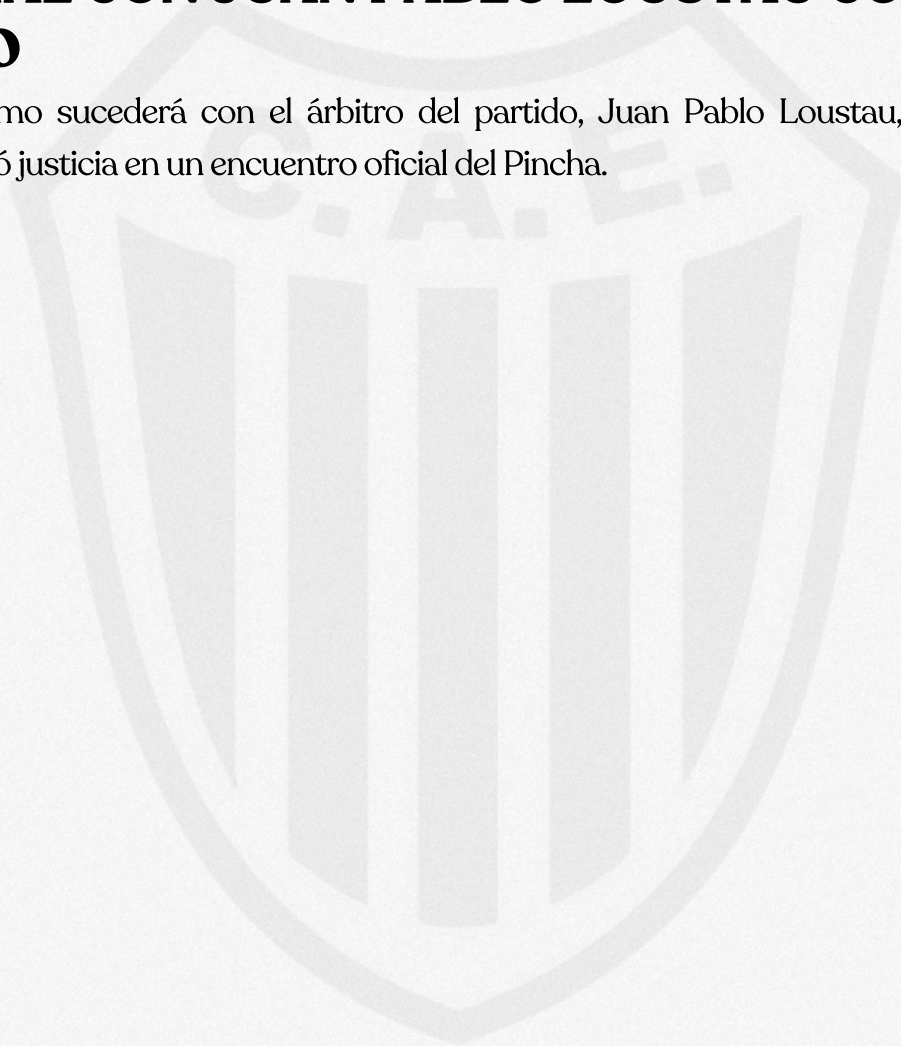 mo sucederá con el árbitro del partido, Juan Pablo Loustau,
ó justicia en un encuentro oficial del Pincha.
C.A.E.